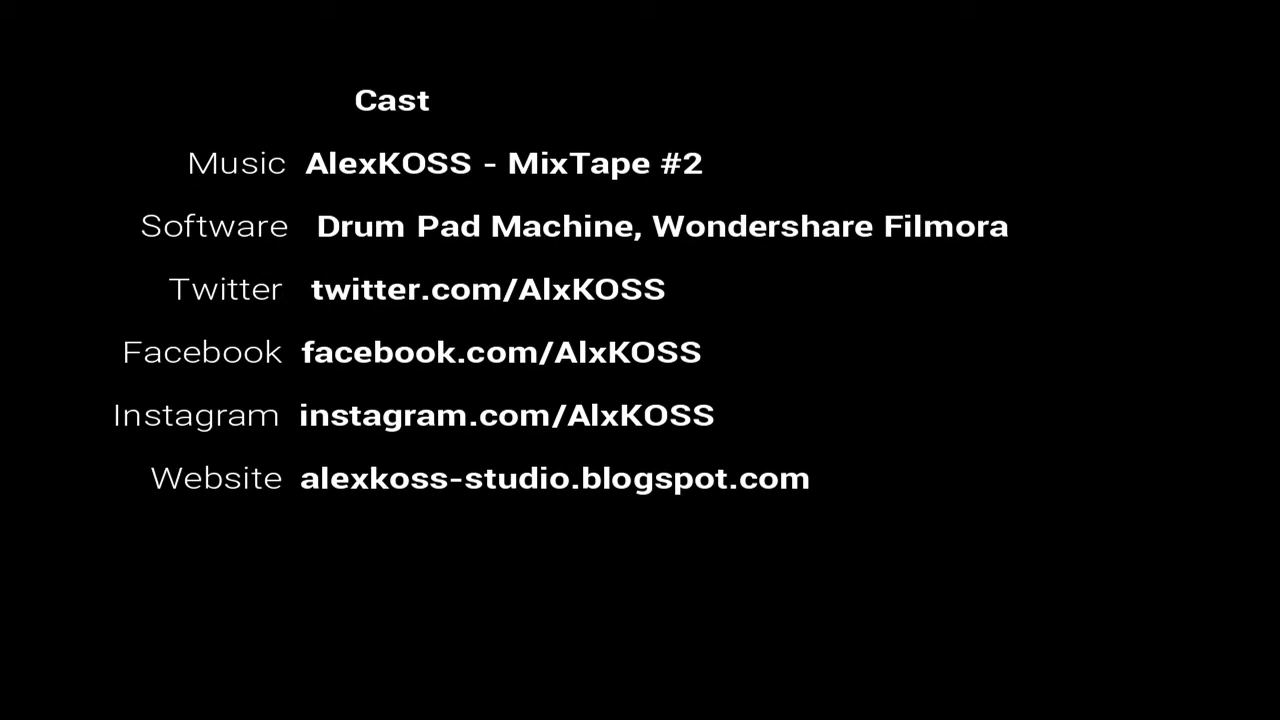 Cast
Music AlexKOSS - MixTape #2
Software Drum Pad Machine, Wondershare Filmora
Twitter twitter.com/AlxKOSS
Facebook facebook.com/AlxKOSS
Instagram instagram.com/AlxKOSS
Website alexkoss-studio.blogspot.com